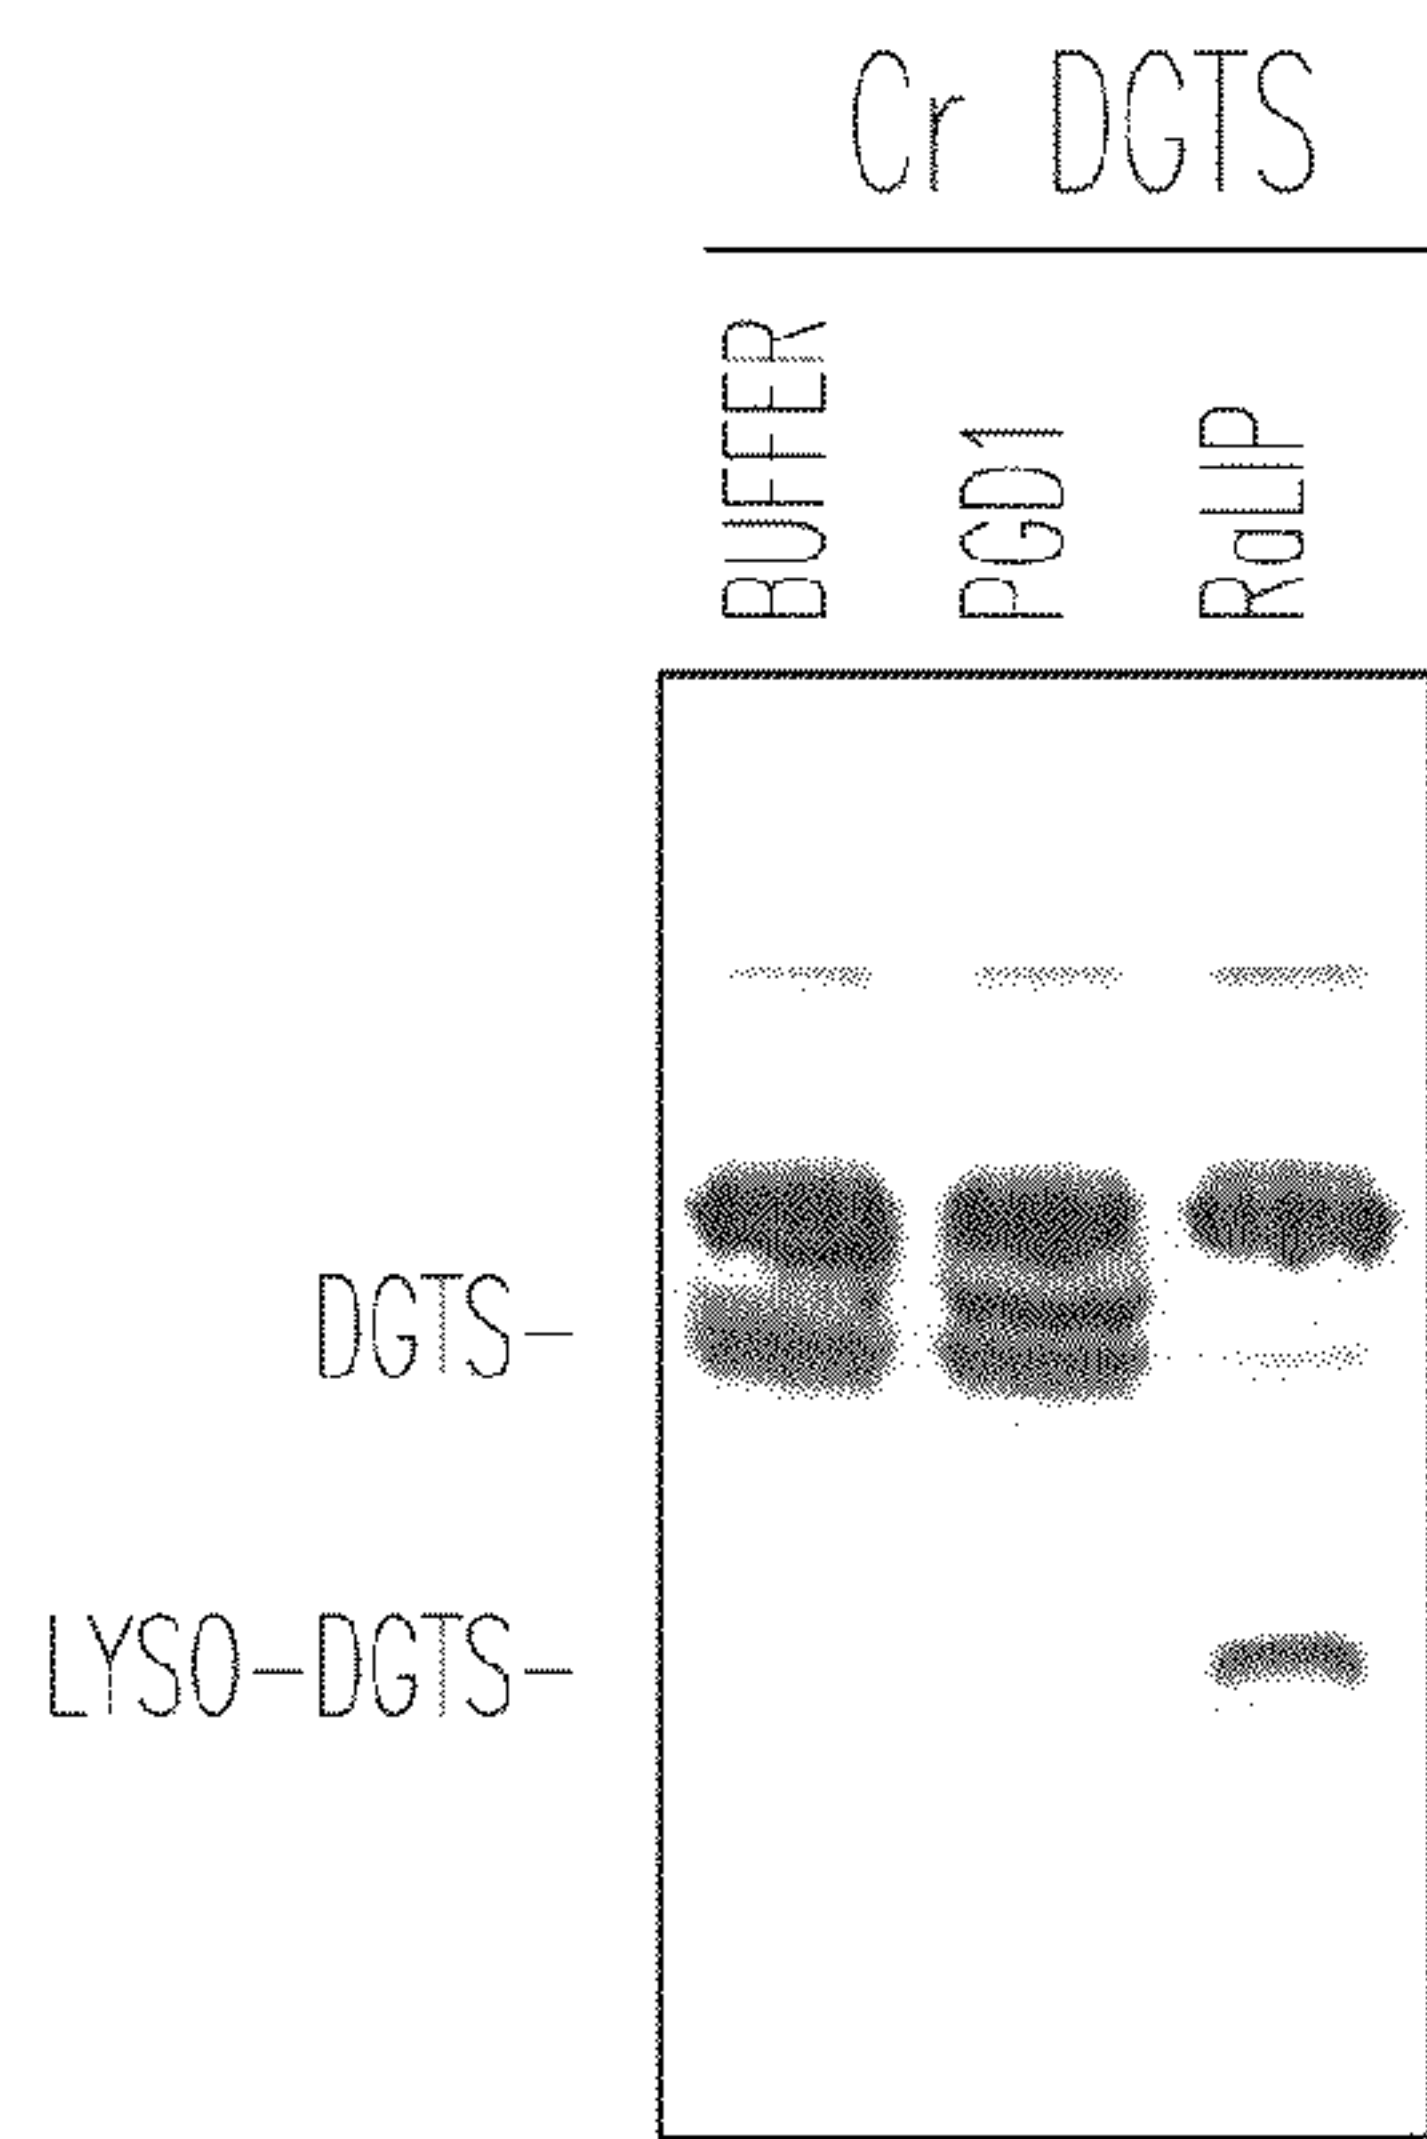 Cr DGTS
BUFFER
PGD1
RaLIP
DGTS-
LYSO-DGTS-